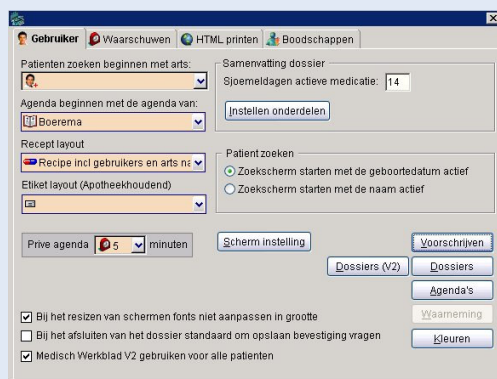 Gebruiker Waarschuwen HTML printen Boodschappen
Patienten zoeken beginnen met arts:
Agenda beginnen met de agenda van:
Boerema
Recept layout
Recipe incl gebruikers en arts na
Etiket layout (Apotheekhoudend)
Samenvatting dossier
Sjoemeldagen actieve medicatie: 14
Instellen onderdelen
Patient zoeken
Zoekscherm starten met de geboortedatum actief
Zoekscherm starten met de naam actief
Prive agenda 5 minuten
Scherm instelling
Voorschrijven
Dossiers (V2) Dossiers
Agenda's
Waarneming
Kleuren
Bij het resizen van schermen fonts niet aanpassen in grootte
Bij het afsluiten van het dossier standaard om opslaan bevestiging vragen
Medisch Werkblad V2 gebruiken voor alle patienten